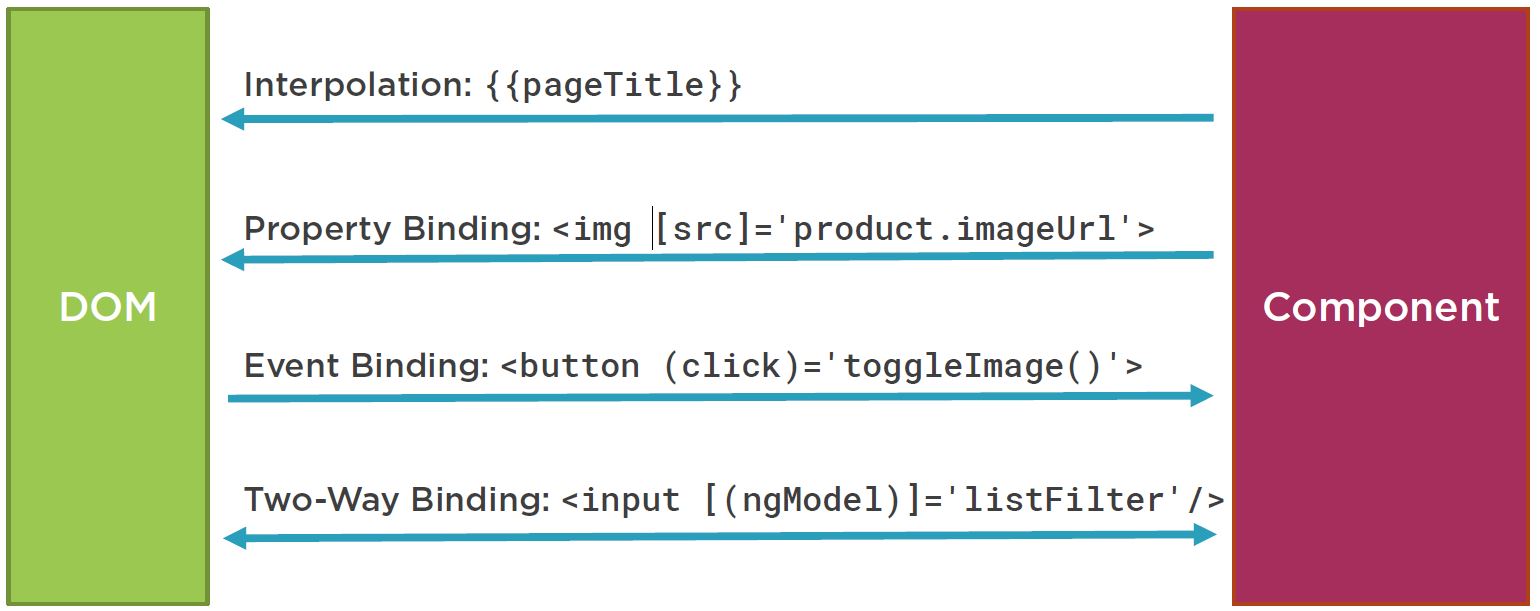 Interpolation: {{pageTitle}}
Property Binding: <img [src]='product.imageUrl'>
DOM
Component
Event Binding: <button (click)='toggleImage()'>
Two-Way Binding: <input [(ngModel)]='listFilter'/>